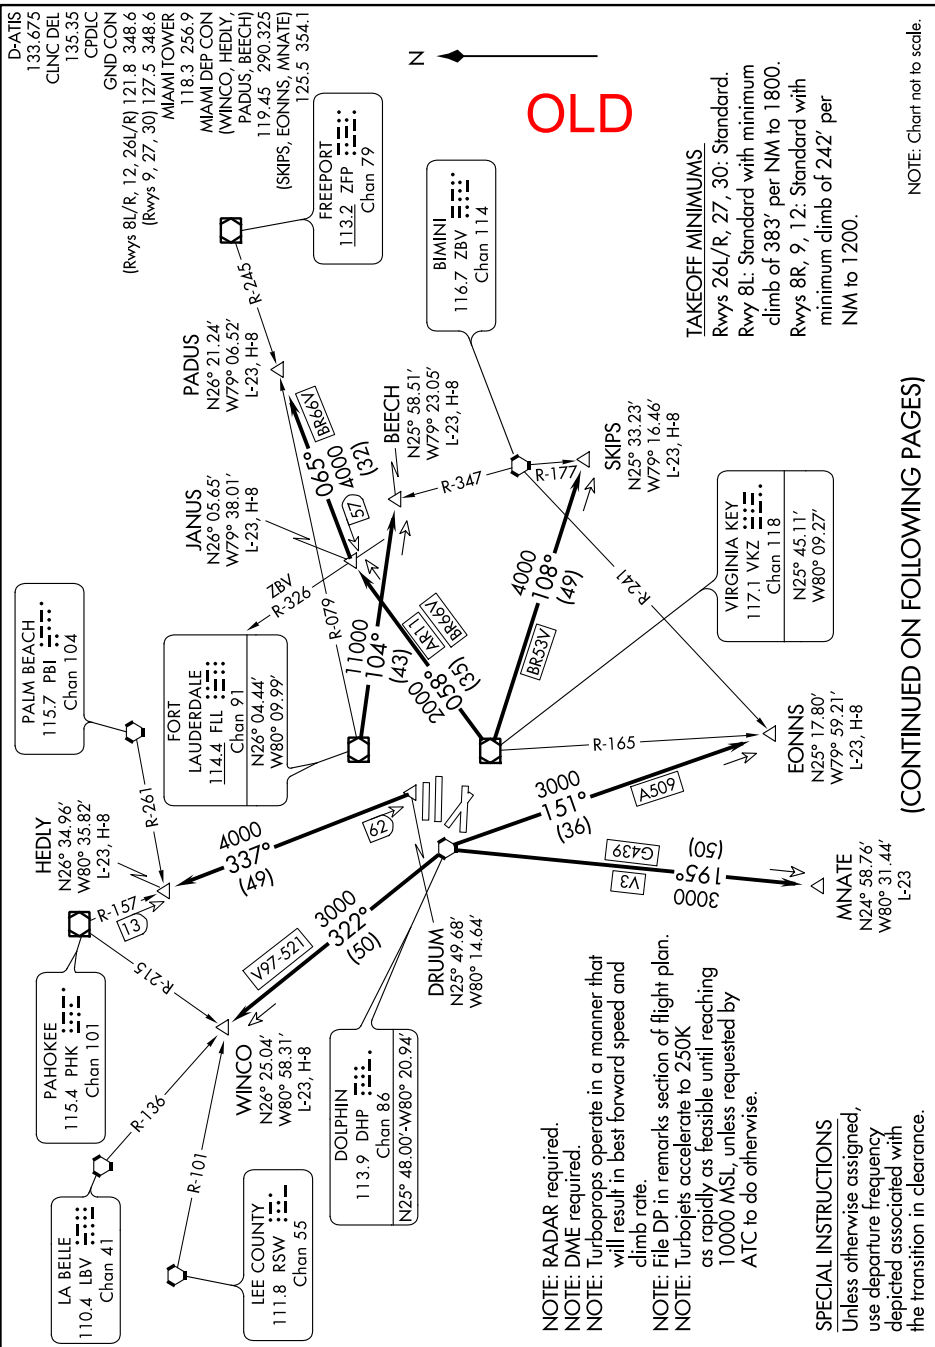 D-ATIS
133.675
CLNC DEL
135.35
CPDLC
GND CON
(Rwys 8L/R, 12, 26L/R) 121.8 348.6
(Rwys 9, 27, 30) 127.5 348.6
MIAMI TOWER
118.3 256.9
MIAMI DEP CON
(WINCO, HEDLY,
PADUS, BEECH)
119.45 290.325
(SKIPS, EONNS, MNATE)
125.5 354.1
N
OLD
FREEPORT
113.2 ZFP
Chan 79
R-245
PADUS
N26° 21.24′
W79° 06.52′
L-23, H-8
BIMINI
116.7 ZBV
Chan 114
TAKEOFF MINIMUMS
Rwys 26L/R, 27, 30: Standard.
Rwy 8L: Standard with minimum
climb of 383′ per NM to 1800.
Rwys 8R, 9, 12: Standard with
minimum climb of 242′ per
NM to 1200.
NOTE: Chart not to scale.
JANUS
N26° 05.65′
W79° 38.01′
L-23, H-8
BR66V
065°
4000
(32)
57
BEECH
N25° 58.51′
W79° 23.05′
L-23, H-8
R-347
R-177
SKIPS
N25° 33.23′
W79° 16.46′
L-23, H-8
ZBV
R-326
R-079
11000
104°
(43)
AR11
BR66V
2000
058°
(35)
4000
108°
(49)
BR53V
R-241
VIRGINIA KEY
117.1 VKZ
Chan 118
N25° 45.11′
W80° 09.27′
PALM BEACH
115.7 PBI
Chan 104
R-261
FORT
LAUDERDALE
114.4 FLL
Chan 91
N26° 04.44′
W80° 09.99′
R-165
EONNS
N25° 17.80′
W79° 59.21′
L-23, H-8
HEDLY
N26° 34.96′
W80° 35.82′
L-23, H-8
R-157
13
4000
337°
(49)
62
3000
151°
(36)
A509
G439
V3
195°
(50)
3000
MNATE
N24° 58.76′
W80° 31.44′
L-23
PAHOKEE
115.4 PHK
Chan 101
R-215
V97-521
3000
322°
(50)
DRUUM
N25° 49.68′
W80° 14.64′
WINCO
N26° 25.04′
W80° 58.31′
L-23, H-8
DOLPHIN
113.9 DHP
Chan 86
N25° 48.00′-W80° 20.94′
LA BELLE
110.4 LBV
Chan 41
R-136
R-101
LEE COUNTY
111.8 RSW
Chan 55
NOTE: RADAR required.
NOTE: DME required.
NOTE: Turboprops operate in a manner that
will result in best forward speed and
climb rate.
NOTE: File DP in remarks section of flight plan.
NOTE: Turbojets accelerate to 250K
as rapidly as feasible until reaching
10000 MSL, unless requested by
ATC to do otherwise.
SPECIAL INSTRUCTIONS
Unless otherwise assigned,
use departure frequency
depicted associated with
the transition in clearance.
(CONTINUED ON FOLLOWING PAGES)